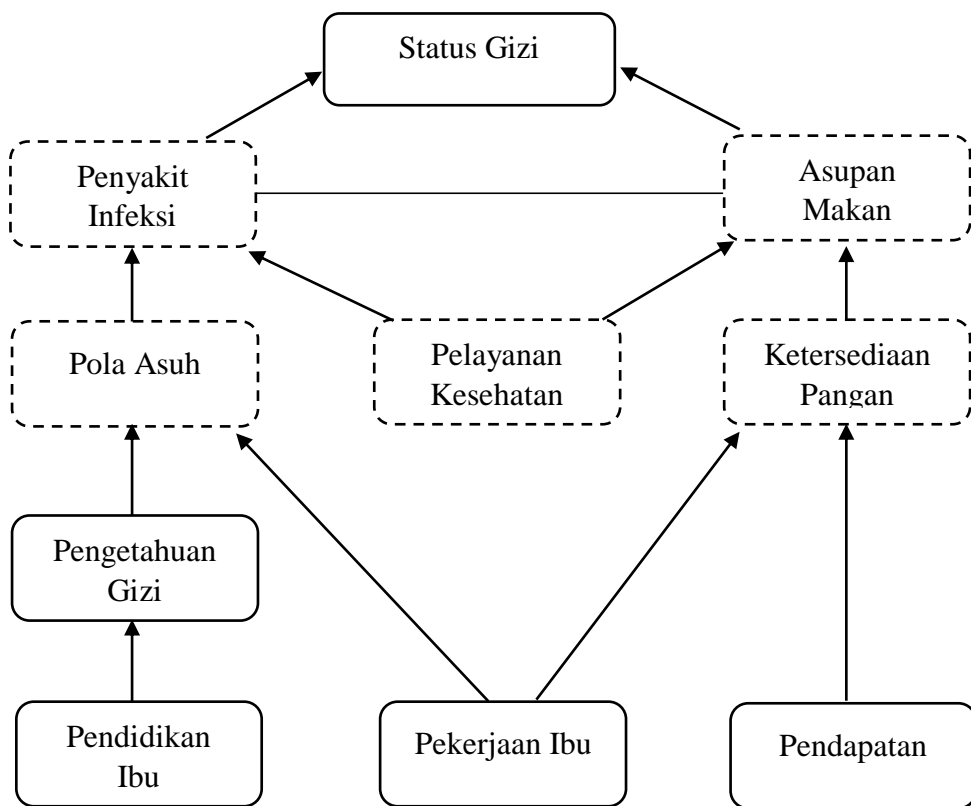 Status Gizi
Penyakit
Infeksi
Asupan
Makan
Pola Asuh
Pelayanan
Kesehatan
Ketersediaan
Pangan
Pengetahuan
Gizi
Pendidikan
Ibu
Pekerjaan Ibu
Pendapatan